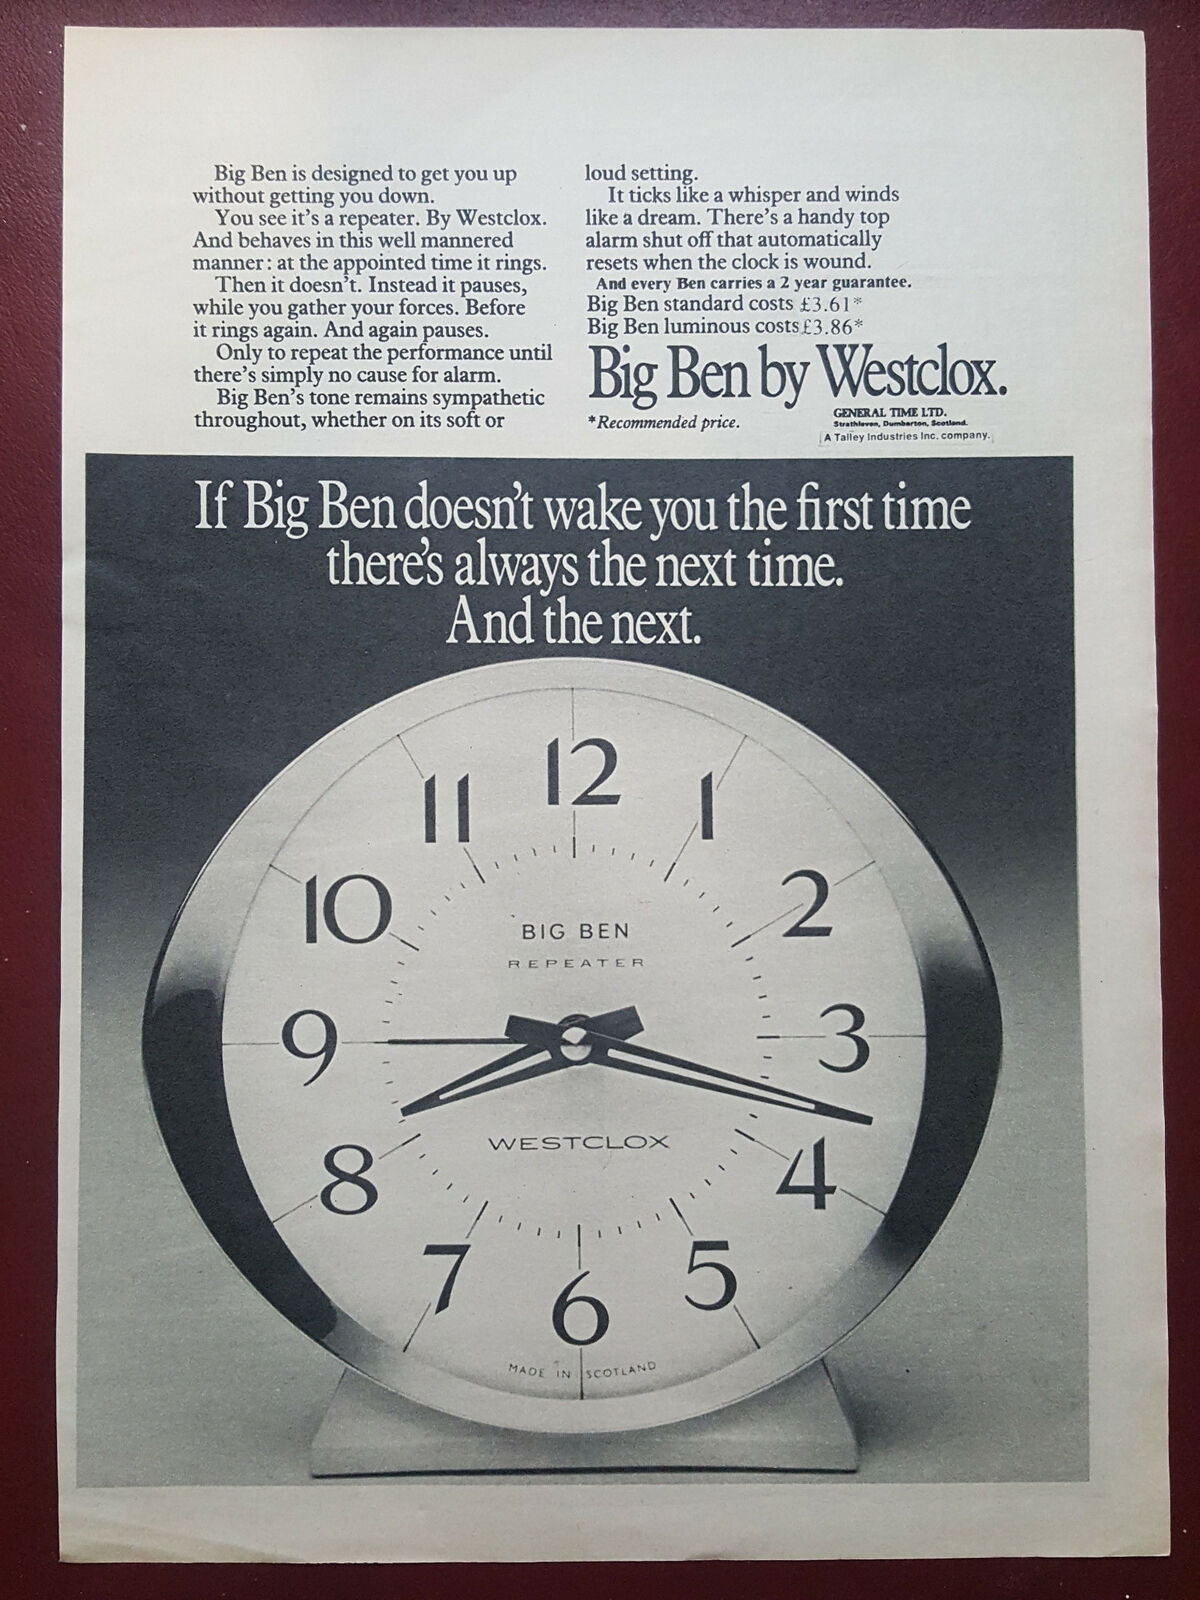 Big Ben is designed to get you up
without getting you down.
You see it's a repeater. By Westclox.
And behaves in this well mannered
manner: at the appointed time it rings.
Then it doesn't. Instead it pauses,
while you gather your forces. Before
it rings again. And again pauses.
Only to repeat the performance until
there's simply no cause for alarm.
Big Ben's tone remains sympathetic
throughout, whether on its soft or
loud setting.
It ticks like a whisper and winds
like a dream. There's a handy top
alarm shut off that automatically
resets when the clock is wound.
And every Ben carries a 2 year guarantee.
Big Ben standard costs £3.61*
Big Ben luminous costs £3.86*
Big Ben by Westclox.
*Recommended price.
GENERAL TIME LTD.
Strathleven, Dumbarton, Scotland.
A Talley Industries Inc. company.
If Big Ben doesn't wake you the first time
there's always the next time.
And the next.
12
1
2
3
4
5
6
7
8
9
10
11
BIG BEN
REPEATER
WESTCLOX
MADE IN SCOTLAND